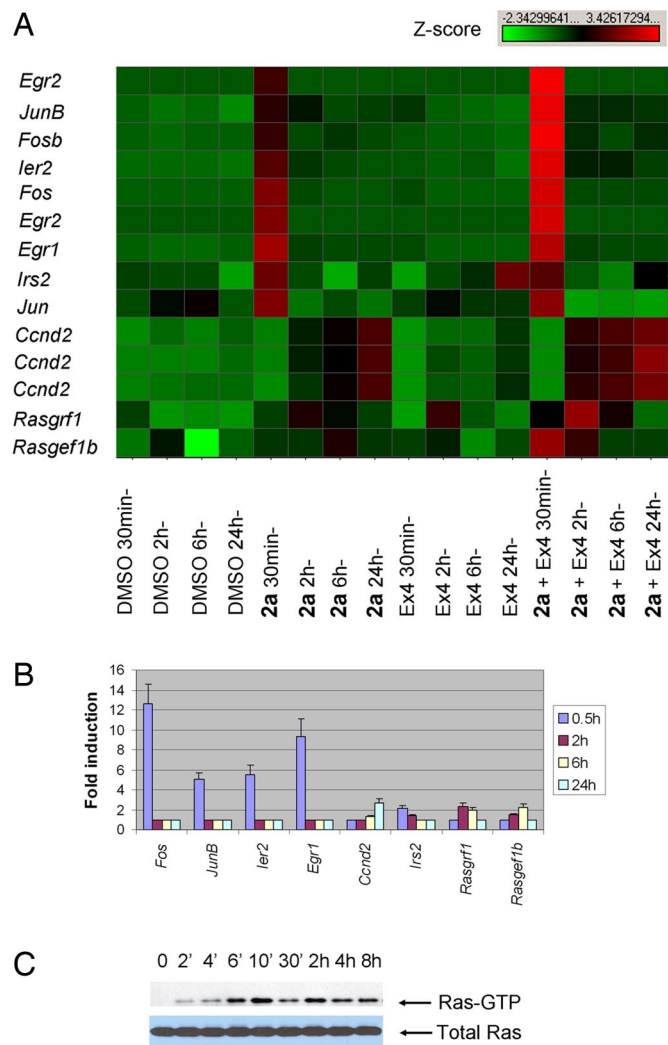 A
Z-score
-2.34299641... 3.42617294...
Egr2
JunB
Fosb
Ier2
Fos
Egr2
Egr1
Irs2
Jun
Ccnd2
Ccnd2
Ccnd2
Rasgrf1
Rasgef1b
DMSO 30min-
DMSO 2h-
DMSO 6h-
DMSO 24h-
2a 30min-
2a 2h-
2a 6h-
2a 24h-
Ex4 30min-
Ex4 2h-
Ex4 6h-
Ex4 24h-
2a + Ex4 30min-
2a + Ex4 2h-
2a + Ex4 6h-
2a + Ex4 24h-
B
Fold induction
16
14
12
10
8
6
4
2
0
Fos
JunB
Ier2
Egr1
Ccnd2
Irs2
Rasgrf1
Rasgef1b
0.5h
2h
6h
24h
C
0 2' 4' 6' 10' 30' 2h 4h 8h
Ras-GTP
Total Ras